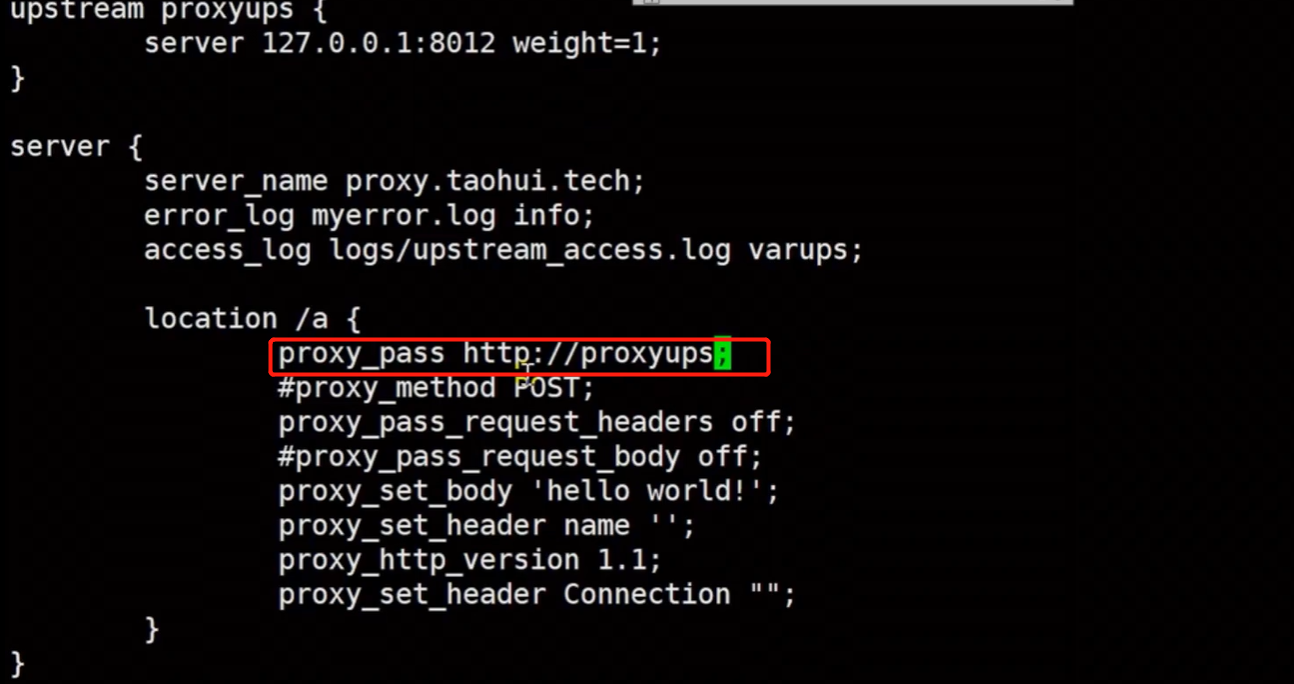 upstream proxyups {
server 127.0.0.1:8012 weight=1;
}
server {
server_name proxy.taohui.tech;
error_log myerror.log info;
access_log logs/upstream_access.log varups;
location /a {
proxy_pass http://proxyups;
#proxy_method POST;
proxy_pass_request_headers off;
#proxy_pass_request_body off;
proxy_set_body 'hello world!';
proxy_set_header name '';
proxy_http_version 1.1;
proxy_set_header Connection "";
}
}